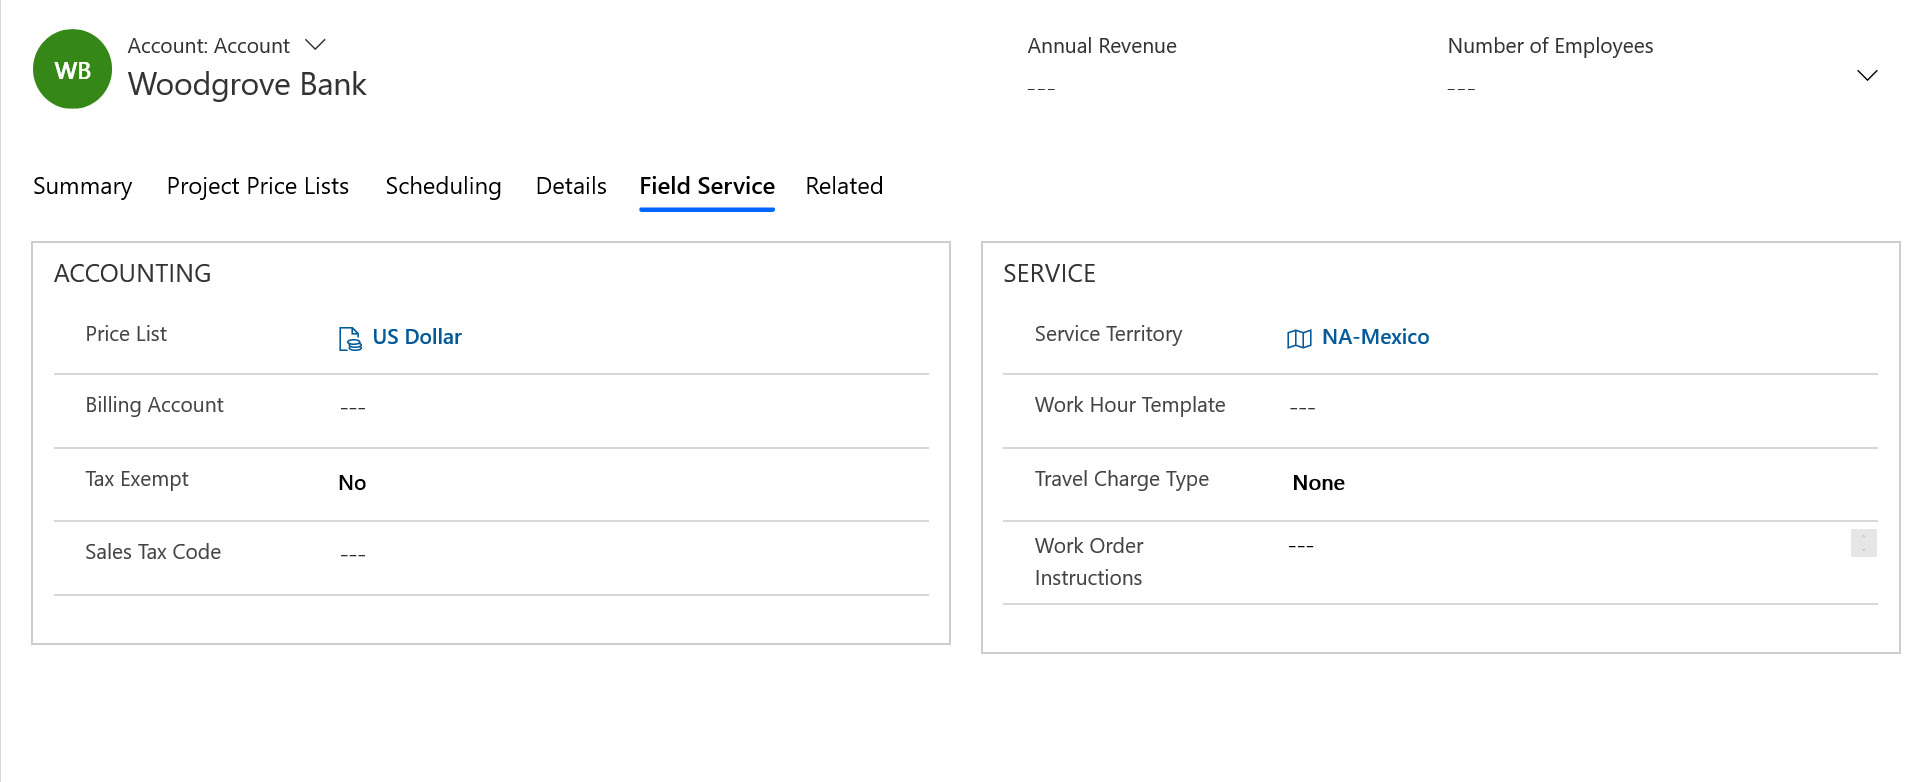 WB
Account: Account
Woodgrove Bank
Annual Revenue
---
Number of Employees
---
Summary
Project Price Lists
Scheduling
Details
Field Service
Related
ACCOUNTING
Price List
US Dollar
Billing Account
---
Tax Exempt
No
Sales Tax Code
---
SERVICE
Service Territory
NA-Mexico
Work Hour Template
---
Travel Charge Type
None
Work Order
Instructions
---